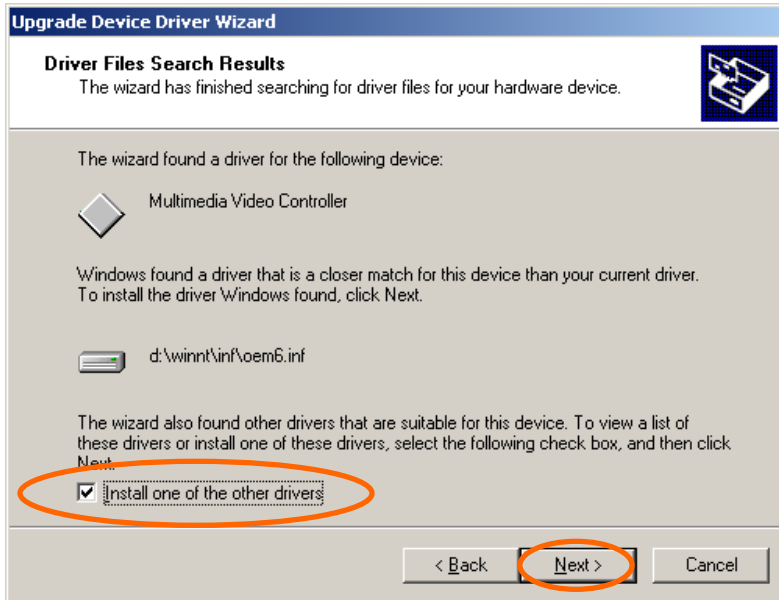 Upgrade Device Driver Wizard
Driver Files Search Results
The wizard has finished searching for driver files for your hardware device.
The wizard found a driver for the following device:
Multimedia Video Controller
Windows found a driver that is a closer match for this device than your current driver.
To install the driver Windows found, click Next.
d:\winnt\inf\oem6.inf
The wizard also found other drivers that are suitable for this device. To view a list of
these drivers or install one of these drivers, select the following check box, and then click
Next.
Install one of the other drivers
< Back Next > Cancel